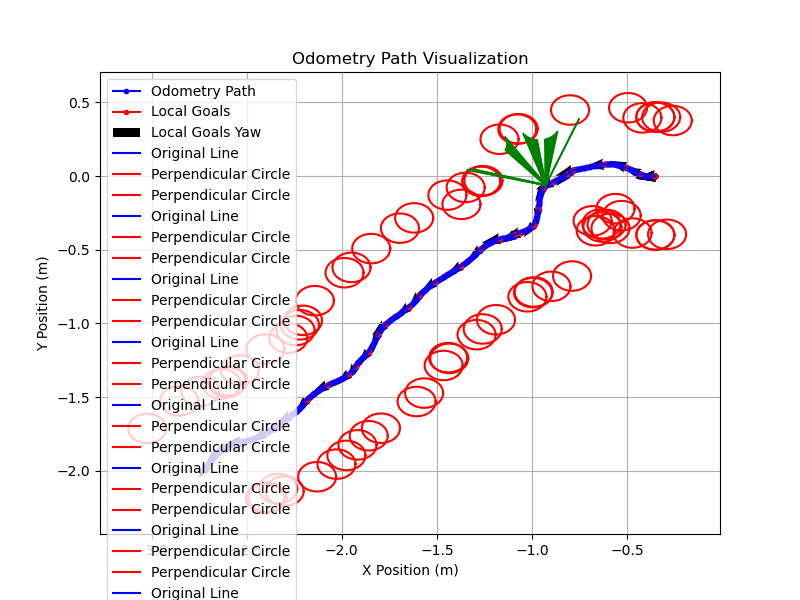 Odometry Path Visualization
Y Position (m)
0.5
0.0
−0.5
−1.0
−1.5
−2.0
Odometry Path
Local Goals
Local Goals Yaw
Original Line
Perpendicular Circle
Perpendicular Circle
Original Line
Perpendicular Circle
Perpendicular Circle
Original Line
Perpendicular Circle
Perpendicular Circle
Original Line
Perpendicular Circle
Perpendicular Circle
Original Line
Perpendicular Circle
Perpendicular Circle
Original Line
Perpendicular Circle
Perpendicular Circle
Original Line
Perpendicular Circle
Perpendicular Circle
Original Line
−2.0 −1.5 −1.0 −0.5
X Position (m)